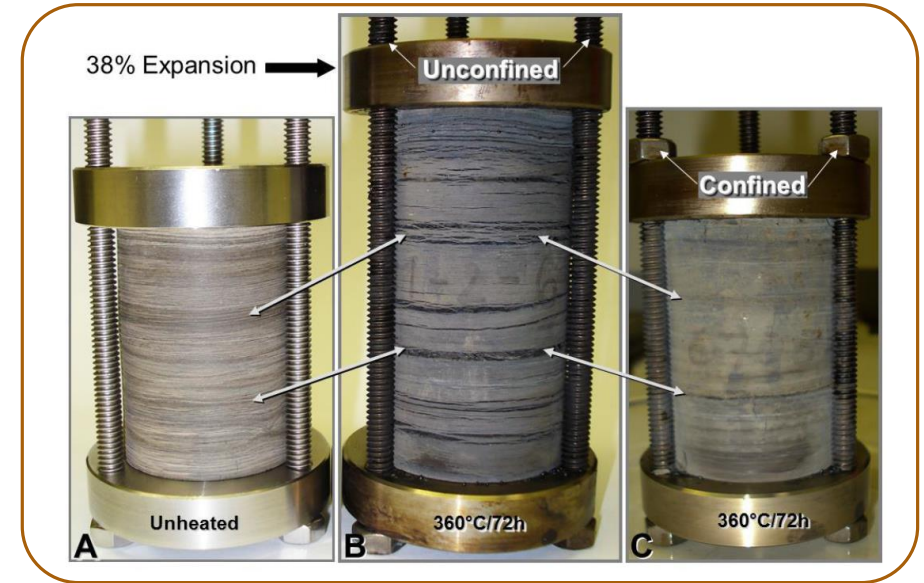 38% Expansion
Unconfined
Confined
Unheated
360°C/72h
360°C/72h
A
B
C